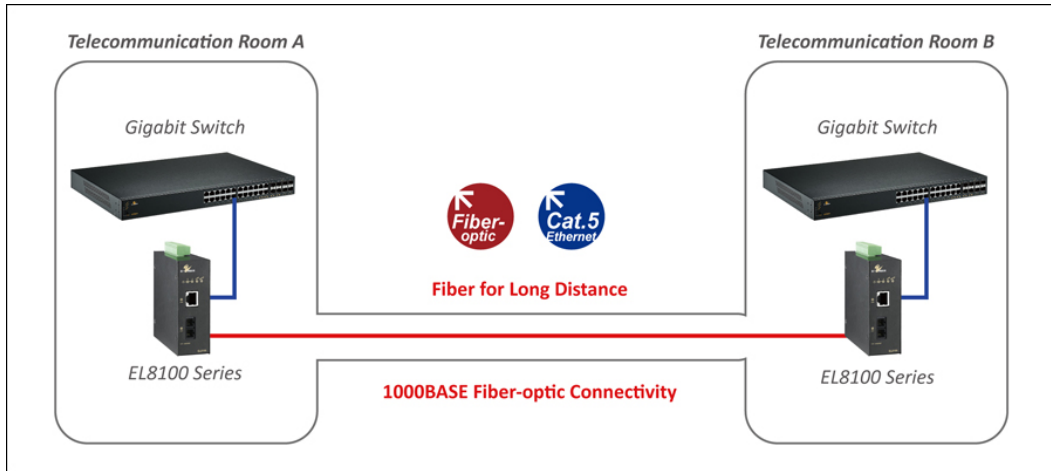 Telecommunication Room A
Telecommunication Room B
Gigabit Switch
Gigabit Switch
Fiber-
optic
Cat.5
Ethernet
Fiber for Long Distance
EL8100 Series
EL8100 Series
1000BASE Fiber-optic Connectivity